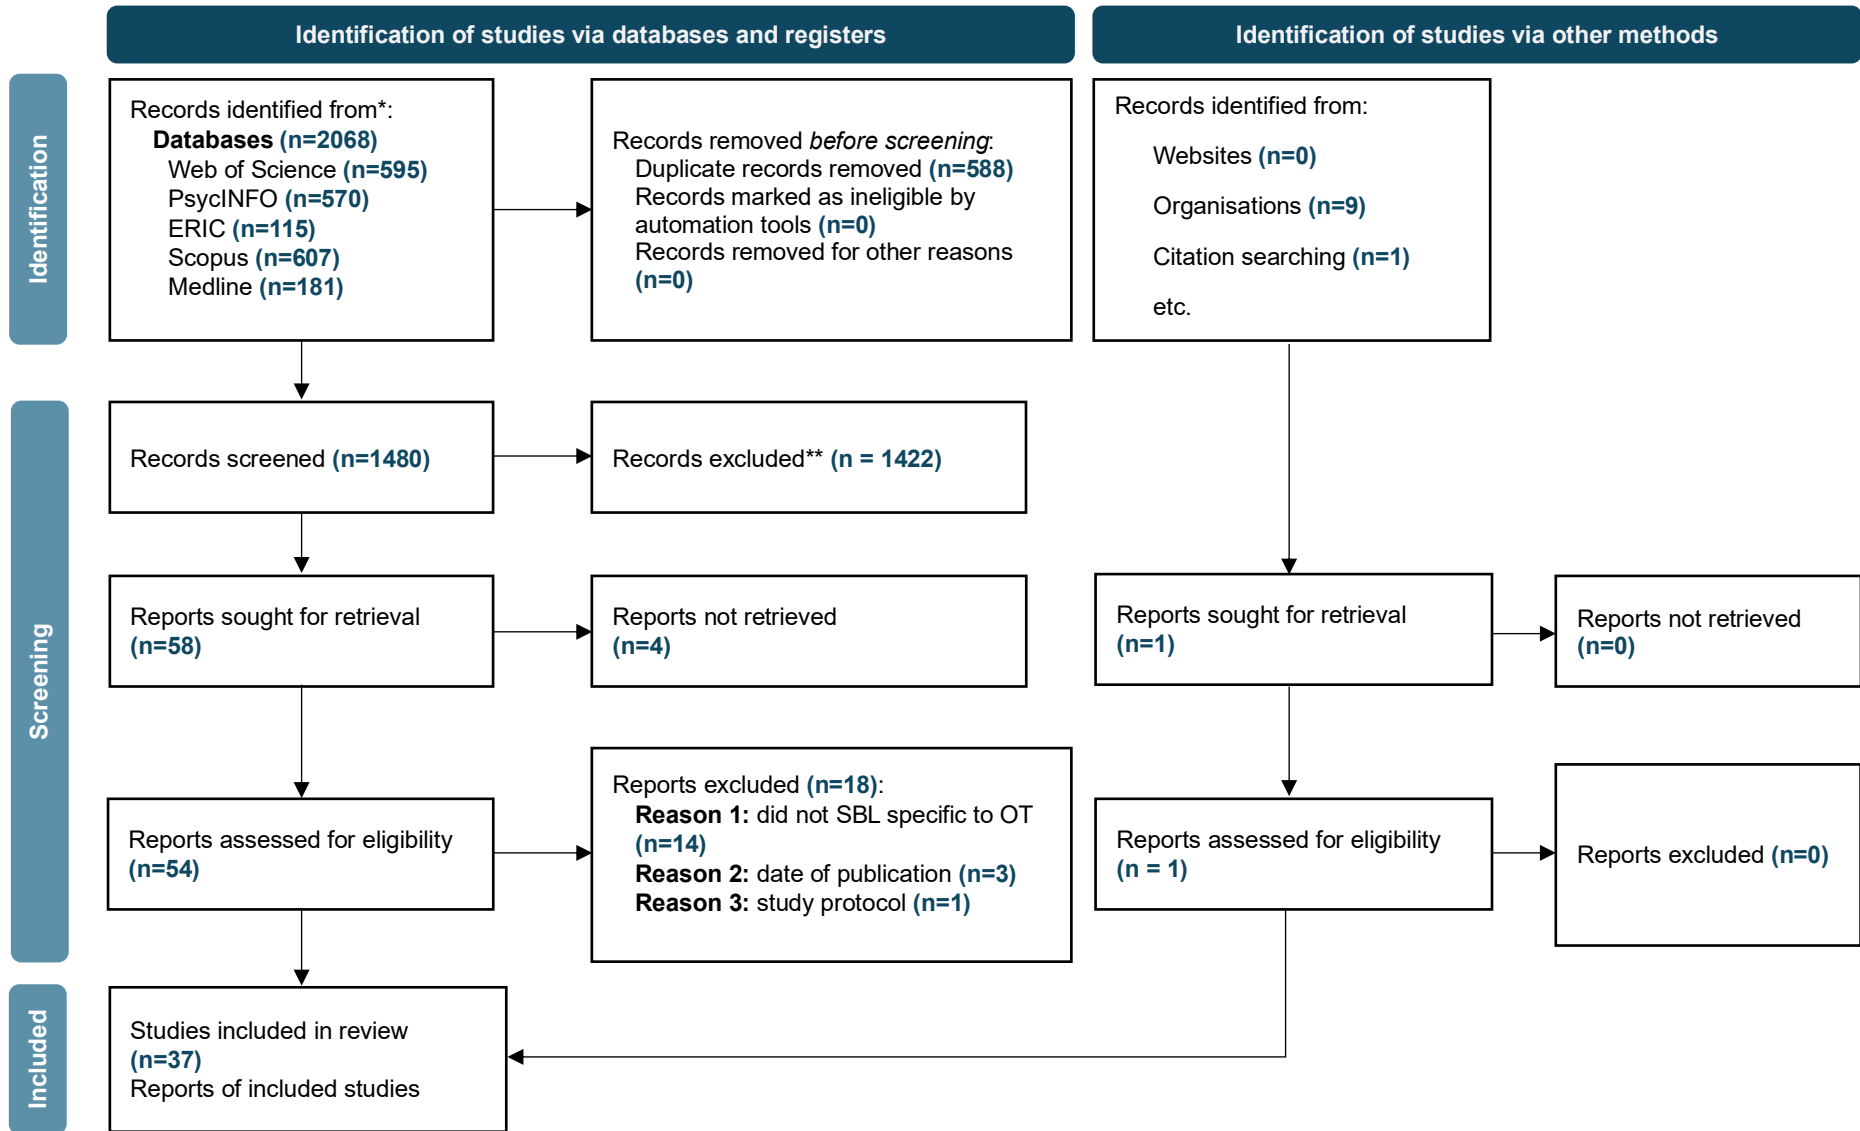 Identification of studies via databases and registers
Identification of studies via other methods
Identification
Records identified from*:
Databases (n=2068)
Web of Science (n=595)
PsycINFO (n=570)
ERIC (n=115)
Scopus (n=607)
Medline (n=181)
Records removed before screening:
Duplicate records removed (n=588)
Records marked as ineligible by
automation tools (n=0)
Records removed for other reasons
(n=0)
Records identified from:
Websites (n=0)
Organisations (n=9)
Citation searching (n=1)
etc.
Screening
Records screened (n=1480)
Records excluded** (n = 1422)
Reports sought for retrieval
(n=58)
Reports not retrieved
(n=4)
Reports sought for retrieval
(n=1)
Reports not retrieved
(n=0)
Reports assessed for eligibility
(n=54)
Reports excluded (n=18):
Reason 1: did not SBL specific to OT
(n=14)
Reason 2: date of publication (n=3)
Reason 3: study protocol (n=1)
Reports assessed for eligibility
(n = 1)
Reports excluded (n=0)
Included
Studies included in review
(n=37)
Reports of included studies